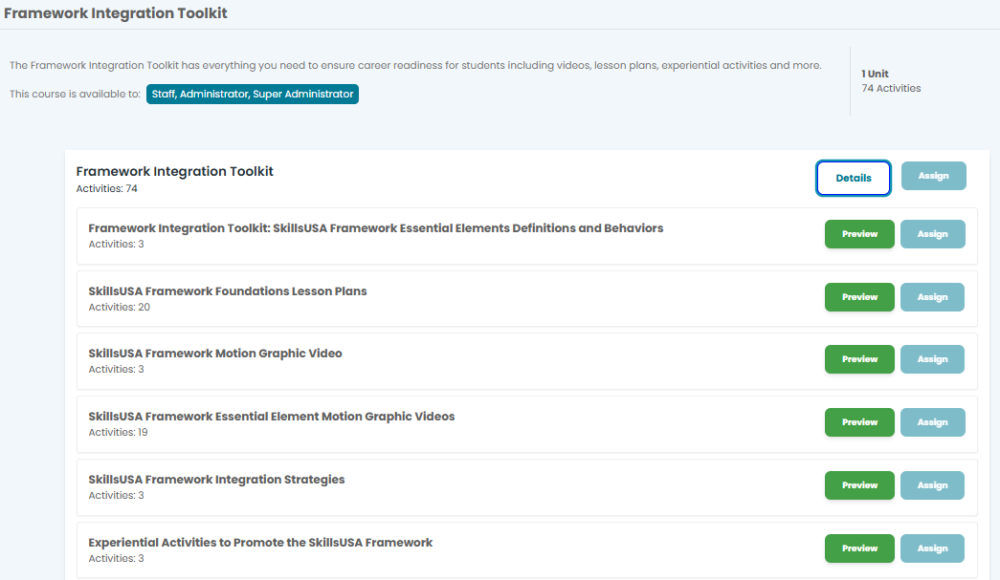 Framework Integration Toolkit
The Framework Integration Toolkit has everything you need to ensure career readiness for students including videos, lesson plans, experiential activities and more.
This course is available to: Staff, Administrator, Super Administrator
1 Unit
74 Activities
Framework Integration Toolkit
Activities: 74
Details
Assign
Framework Integration Toolkit: SkillsUSA Framework Essential Elements Definitions and Behaviors
Activities: 3
Preview
Assign
SkillsUSA Framework Foundations Lesson Plans
Activities: 20
Preview
Assign
SkillsUSA Framework Motion Graphic Video
Activities: 3
Preview
Assign
SkillsUSA Framework Essential Element Motion Graphic Videos
Activities: 19
Preview
Assign
SkillsUSA Framework Integration Strategies
Activities: 3
Preview
Assign
Experiential Activities to Promote the SkillsUSA Framework
Activities: 3
Preview
Assign